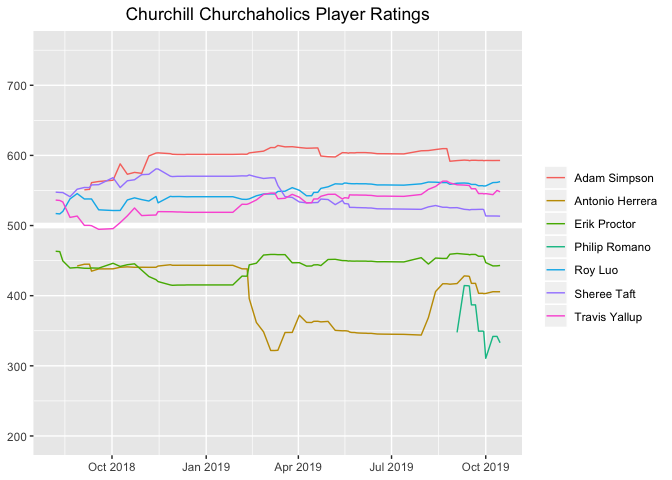 Churchill Churchaholics Player Ratings
700
600
500
400
300
200
Oct 2018
Jan 2019
Apr 2019
Jul 2019
Oct 2019
Adam Simpson
Antonio Herrera
Erik Proctor
Philip Romano
Roy Luo
Sheree Taft
Travis Yallup